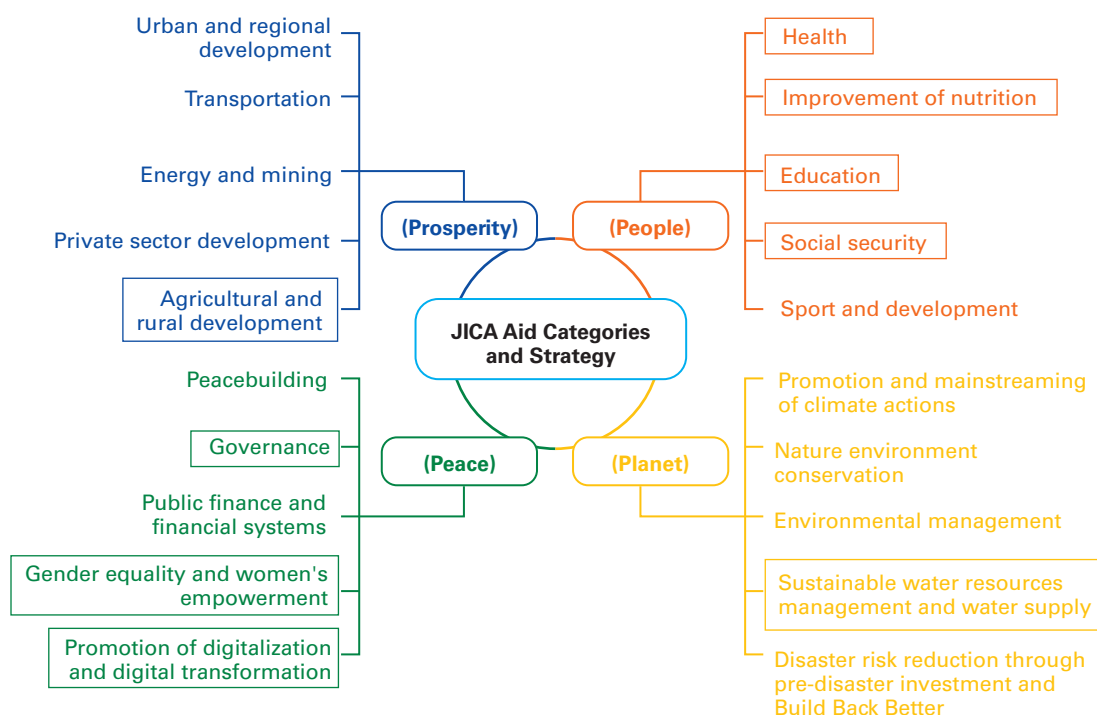 Urban and regional
development
Transportation
Energy and mining
Private sector development
Agricultural and
rural development
(Prosperity)
Health
Improvement of nutrition
Education
Social security
Sport and development
(People)
JICA Aid Categories
and Strategy
Peacebuilding
Governance
Public finance and
financial systems
Gender equality and women's
empowerment
Promotion of digitalization
and digital transformation
(Peace)
Promotion and mainstreaming
of climate actions
Nature environment
conservation
Environmental management
Sustainable water resources
management and water supply
Disaster risk reduction through
pre-disaster investment and
Build Back Better
(Planet)